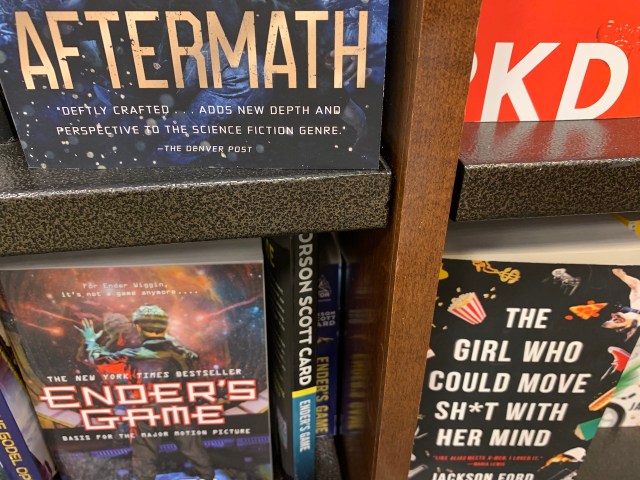 AFTERMATH
"DEFTLY CRAFTED . . . ADDS NEW DEPTH AND
PERSPECTIVE TO THE SCIENCE FICTION GENRE."
—THE DENVER POST
KD
For Ender Wiggin,
it's not a game anymore....
THE NEW YORK TIMES BESTSELLER
ENDER'S
GAME
BASIS FOR THE MAJOR MOTION PICTURE
ORSON SCOTT CARD
ENDER'S GAME
ENDER'S GAME
THE
GIRL WHO
COULD MOVE
SH*T WITH
HER MIND
JACKSON FORD